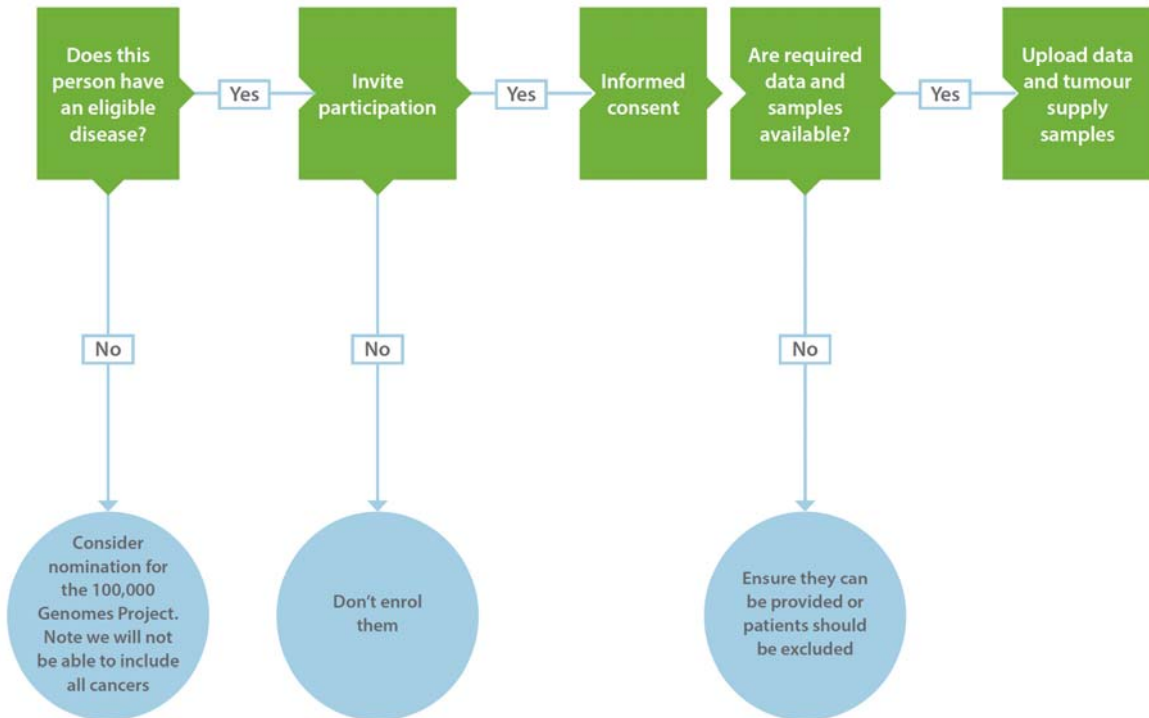 Does this
person have
an eligible
disease?
Yes
Invite
participation
Yes
Informed
consent
Are required
data and
samples
available?
Yes
Upload data
and tumour
supply
samples
No
No
No
Consider
nomination for
the 100,000
Genomes Project.
Note we will not
be able to include
all cancers
Don't enrol
them
Ensure they can
be provided or
patients should
be excluded